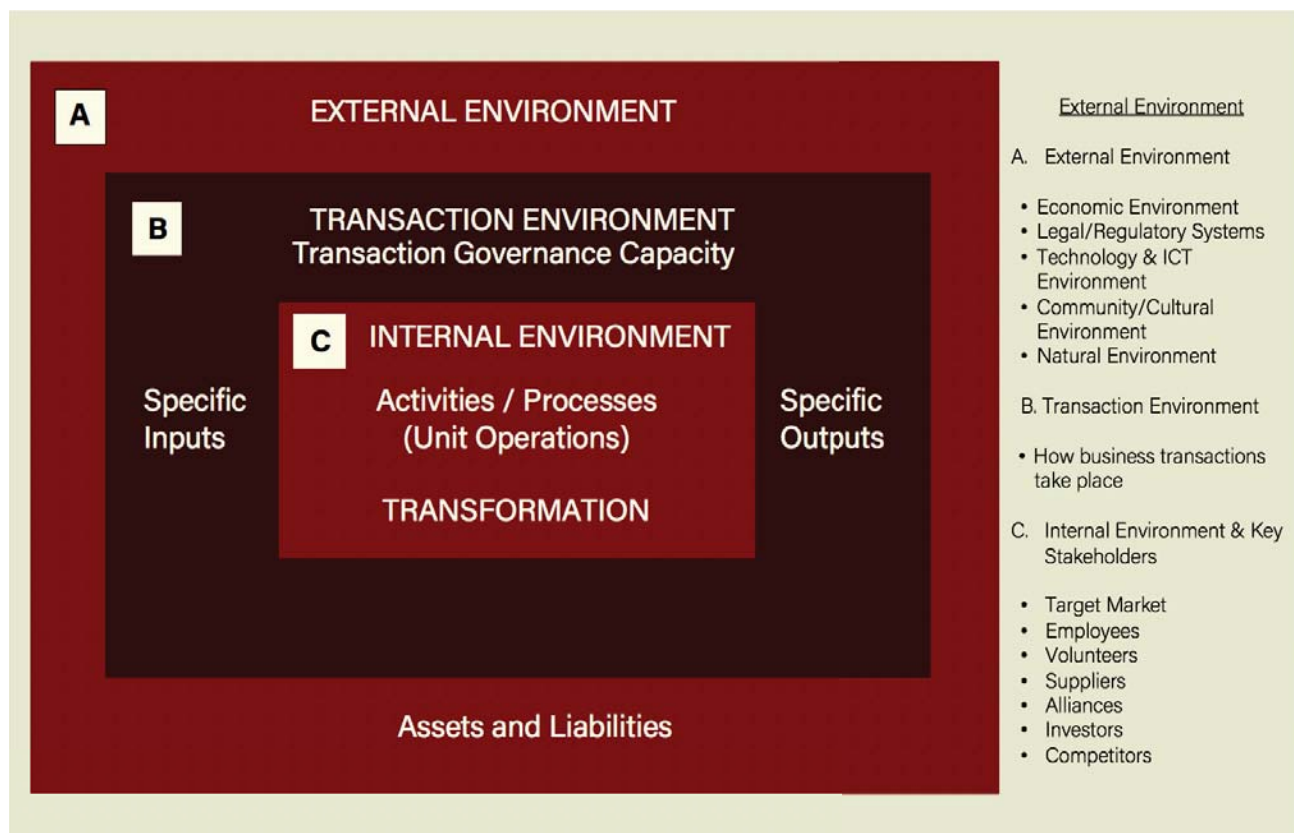 A
EXTERNAL ENVIRONMENT
B
TRANSACTION ENVIRONMENT
Transaction Governance Capacity
C
INTERNAL ENVIRONMENT
Specific
Inputs
Activities / Processes
(Unit Operations)
TRANSFORMATION
Specific
Outputs
Assets and Liabilities
External Environment
A. External Environment
• Economic Environment
• Legal/Regulatory Systems
• Technology & ICT
Environment
• Community/Cultural
Environment
• Natural Environment
B. Transaction Environment
• How business transactions
take place
C. Internal Environment & Key
Stakeholders
• Target Market
• Employees
• Volunteers
• Suppliers
• Alliances
• Investors
• Competitors